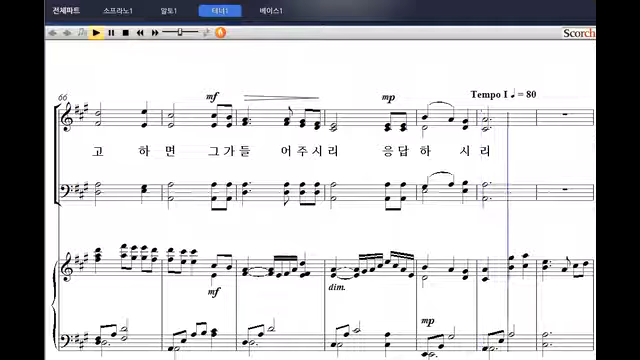 전체파트 소프라노1 알토1 테너1 베이스1
Scorch
66 mf mp Tempo I ♩ = 80
고 하 면 그 가 들 어 주 시 리 응 답 하 시 리
mf dim.
mp